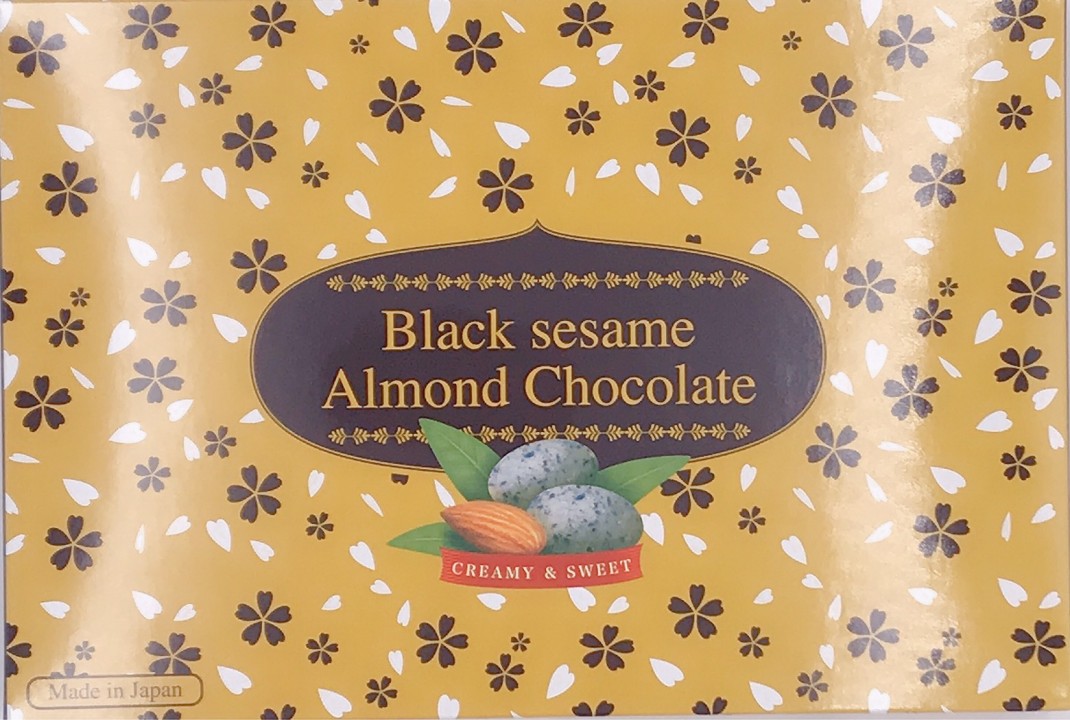 Black sesame
Almond Chocolate
CREAMY & SWEET
Made in Japan